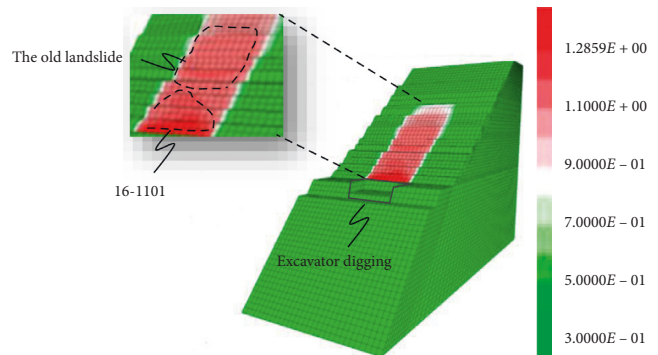 The old landslide
16-1101
Excavator digging
1.2859E + 00
1.1000E + 00
9.0000E – 01
7.0000E – 01
5.0000E – 01
3.0000E – 01